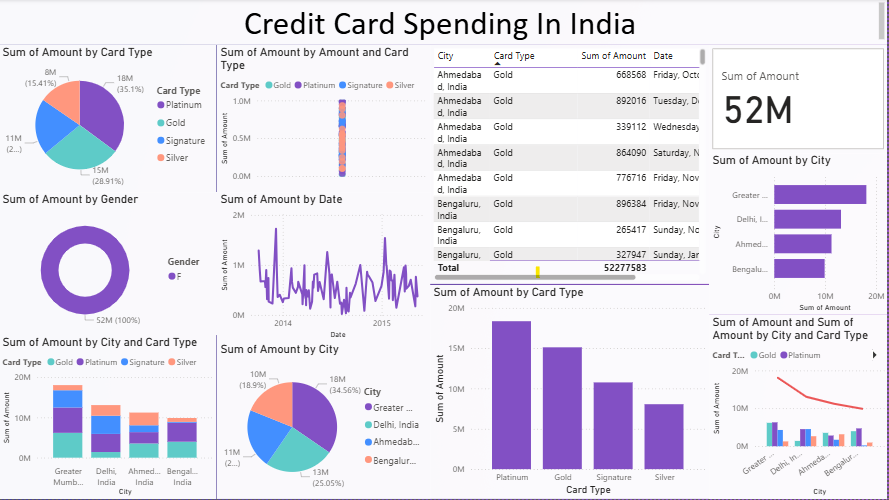 Credit Card Spending In India
Sum of Amount by Card Type
8M
(15.41%)
18M
(35.1%)
11M
(2...)
15M
(28.91%)
Card Type
Platinum
Gold
Signature
Silver
Sum of Amount by Amount and Card
Type
Card Type Gold Platinum Signature Silver
Sum of Amount
1.0M
0.5M
0.0M
City Card Type Sum of Amount Date
Ahmedaba
d, India
Gold 668568 Friday, Octo
Ahmedaba
d, India
Gold 892016 Tuesday, D
Ahmedaba
d, India
Gold 339112 Wednesday
Ahmedaba
d, India
Gold 864090 Saturday, N
Ahmedaba
d, India
Gold 776716 Friday, Nov
Bengaluru,
India
Gold 896384 Friday, Nov
Bengaluru,
India
Gold 265417 Sunday, No
Bengaluru, Gold 327947 Sunday, Jar
Total 52277583
Sum of Amount
52M
Sum of Amount by City
City
Greater ...
Delhi, I...
Ahmed...
Bengalu...
0M 10M 20M
Sum of Amount
Sum of Amount by Gender
Gender
F
52M (100%)
Sum of Amount by Date
Sum of Amount
2M
1M
0M
2014 2015
Date
Sum of Amount by City and Card Type
Card Type Gold Platinum Signature Silver
Sum of Amount
20M
10M
0M
Greater
Mumb...
Delhi,
In...
Ahmed...
In...
Bengal...
In...
City
Sum of Amount by City
10M
(18.9%)
18M
(34.56%)
11M
(2...)
13M
(25.05%)
City
Greater ...
Delhi, India
Ahmedab...
Bengalur...
Sum of Amount by Card Type
Sum of Amount
20M
15M
10M
5M
0M
Platinum Gold Signature Silver
Card Type
Sum of Amount and Sum of
Amount by City and Card Type
Card T... Gold Platinum
Sum of Amount
20M
10M
0M
Greater ...
Delhi, In...
Ahmeda...
Bengalur...
City